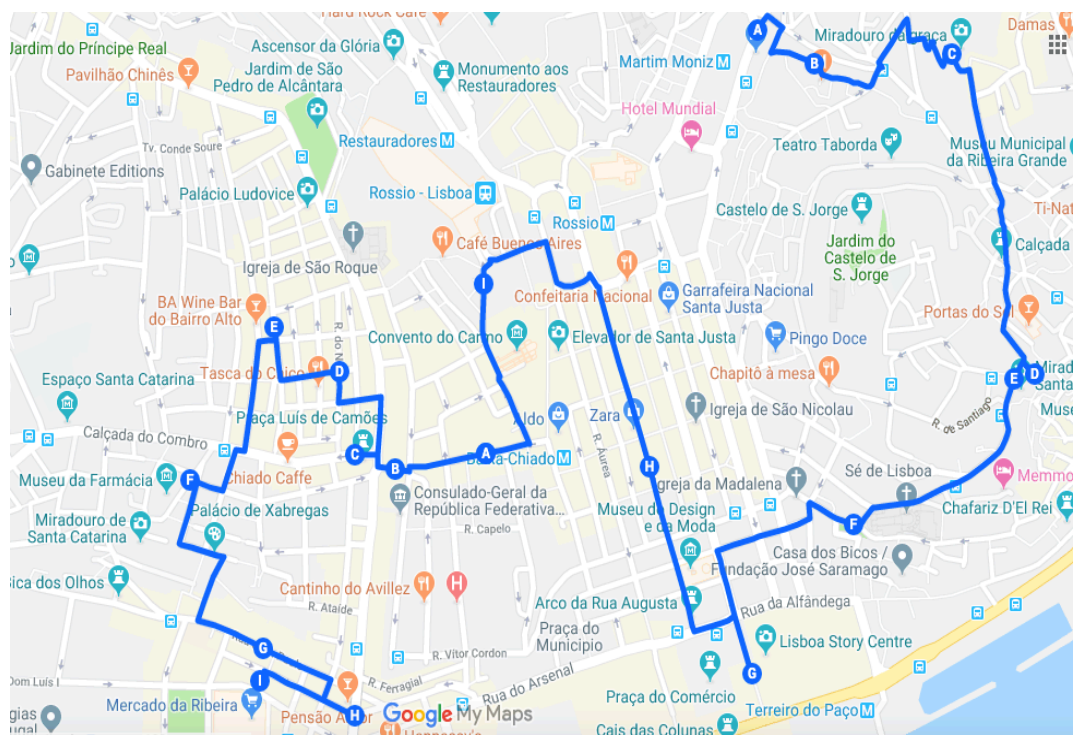 Hard Rock Café
Jardim do Príncipe Real
Ascensor da Glória
Miradouro da graça
Damas
Pavilhão Chinês
Jardim de São
Pedro de Alcântara
Monumento aos
Restauradores
Martim Moniz M
A
B
C
Hotel Mundial
Tv. Conde Soure
Restauradores M
Teatro Taborda
Museu Municipal
da Ribeira Grande
Gabinete Editions
Palácio Ludovice
Rossio - Lisboa
Castelo de S. Jorge
Ti-Nat
Rossio M
Igreja de São Roque
Café Buenos Aires
Jardim do
Castelo de
S. Jorge
Calçada
I
Confeitaria Nacional
Garrafeira Nacional
Santa Justa
BA Wine Bar
do Bairro Alto
Portas do Sol
E
Convento do Carmo
Elevador de Santa Justa
Pingo Doce
Espaço Santa Catarina
Tasca do Chico
D
Chapitô à mesa
E
D
Praça Luís de Camões
Aldo
Zara
Igreja de São Nicolau
R. de Santiago
Calçada do Combro
R. Áurea
Chiado Caffe
C
B
A
Baixa-Chiado M
H
Sé de Lisboa
Museu da Farmácia
F
Consulado-Geral da
República Federativa...
Igreja da Madalena
Chafariz D'El Rei
Miradouro de
Santa Catarina
Palácio de Xabregas
R. Capelo
Museu do Design
e da Moda
F
Casa dos Bicos /
Fundação José Saramago
Bica dos Olhos
Cantinho do Avillez
H
Arco da Rua Augusta
Rua da Alfândega
R. Ataíde
Praça do
Município
Lisboa Story Centre
G
R. Vítor Cordon
G
Dom Luís I
I
R. Ferragial
Rua do Arsenal
Praça do Comércio
Mercado da Ribeira
Pensão Amor
H
Google My Maps
Terreiro do Paço M
Cais das Colunas